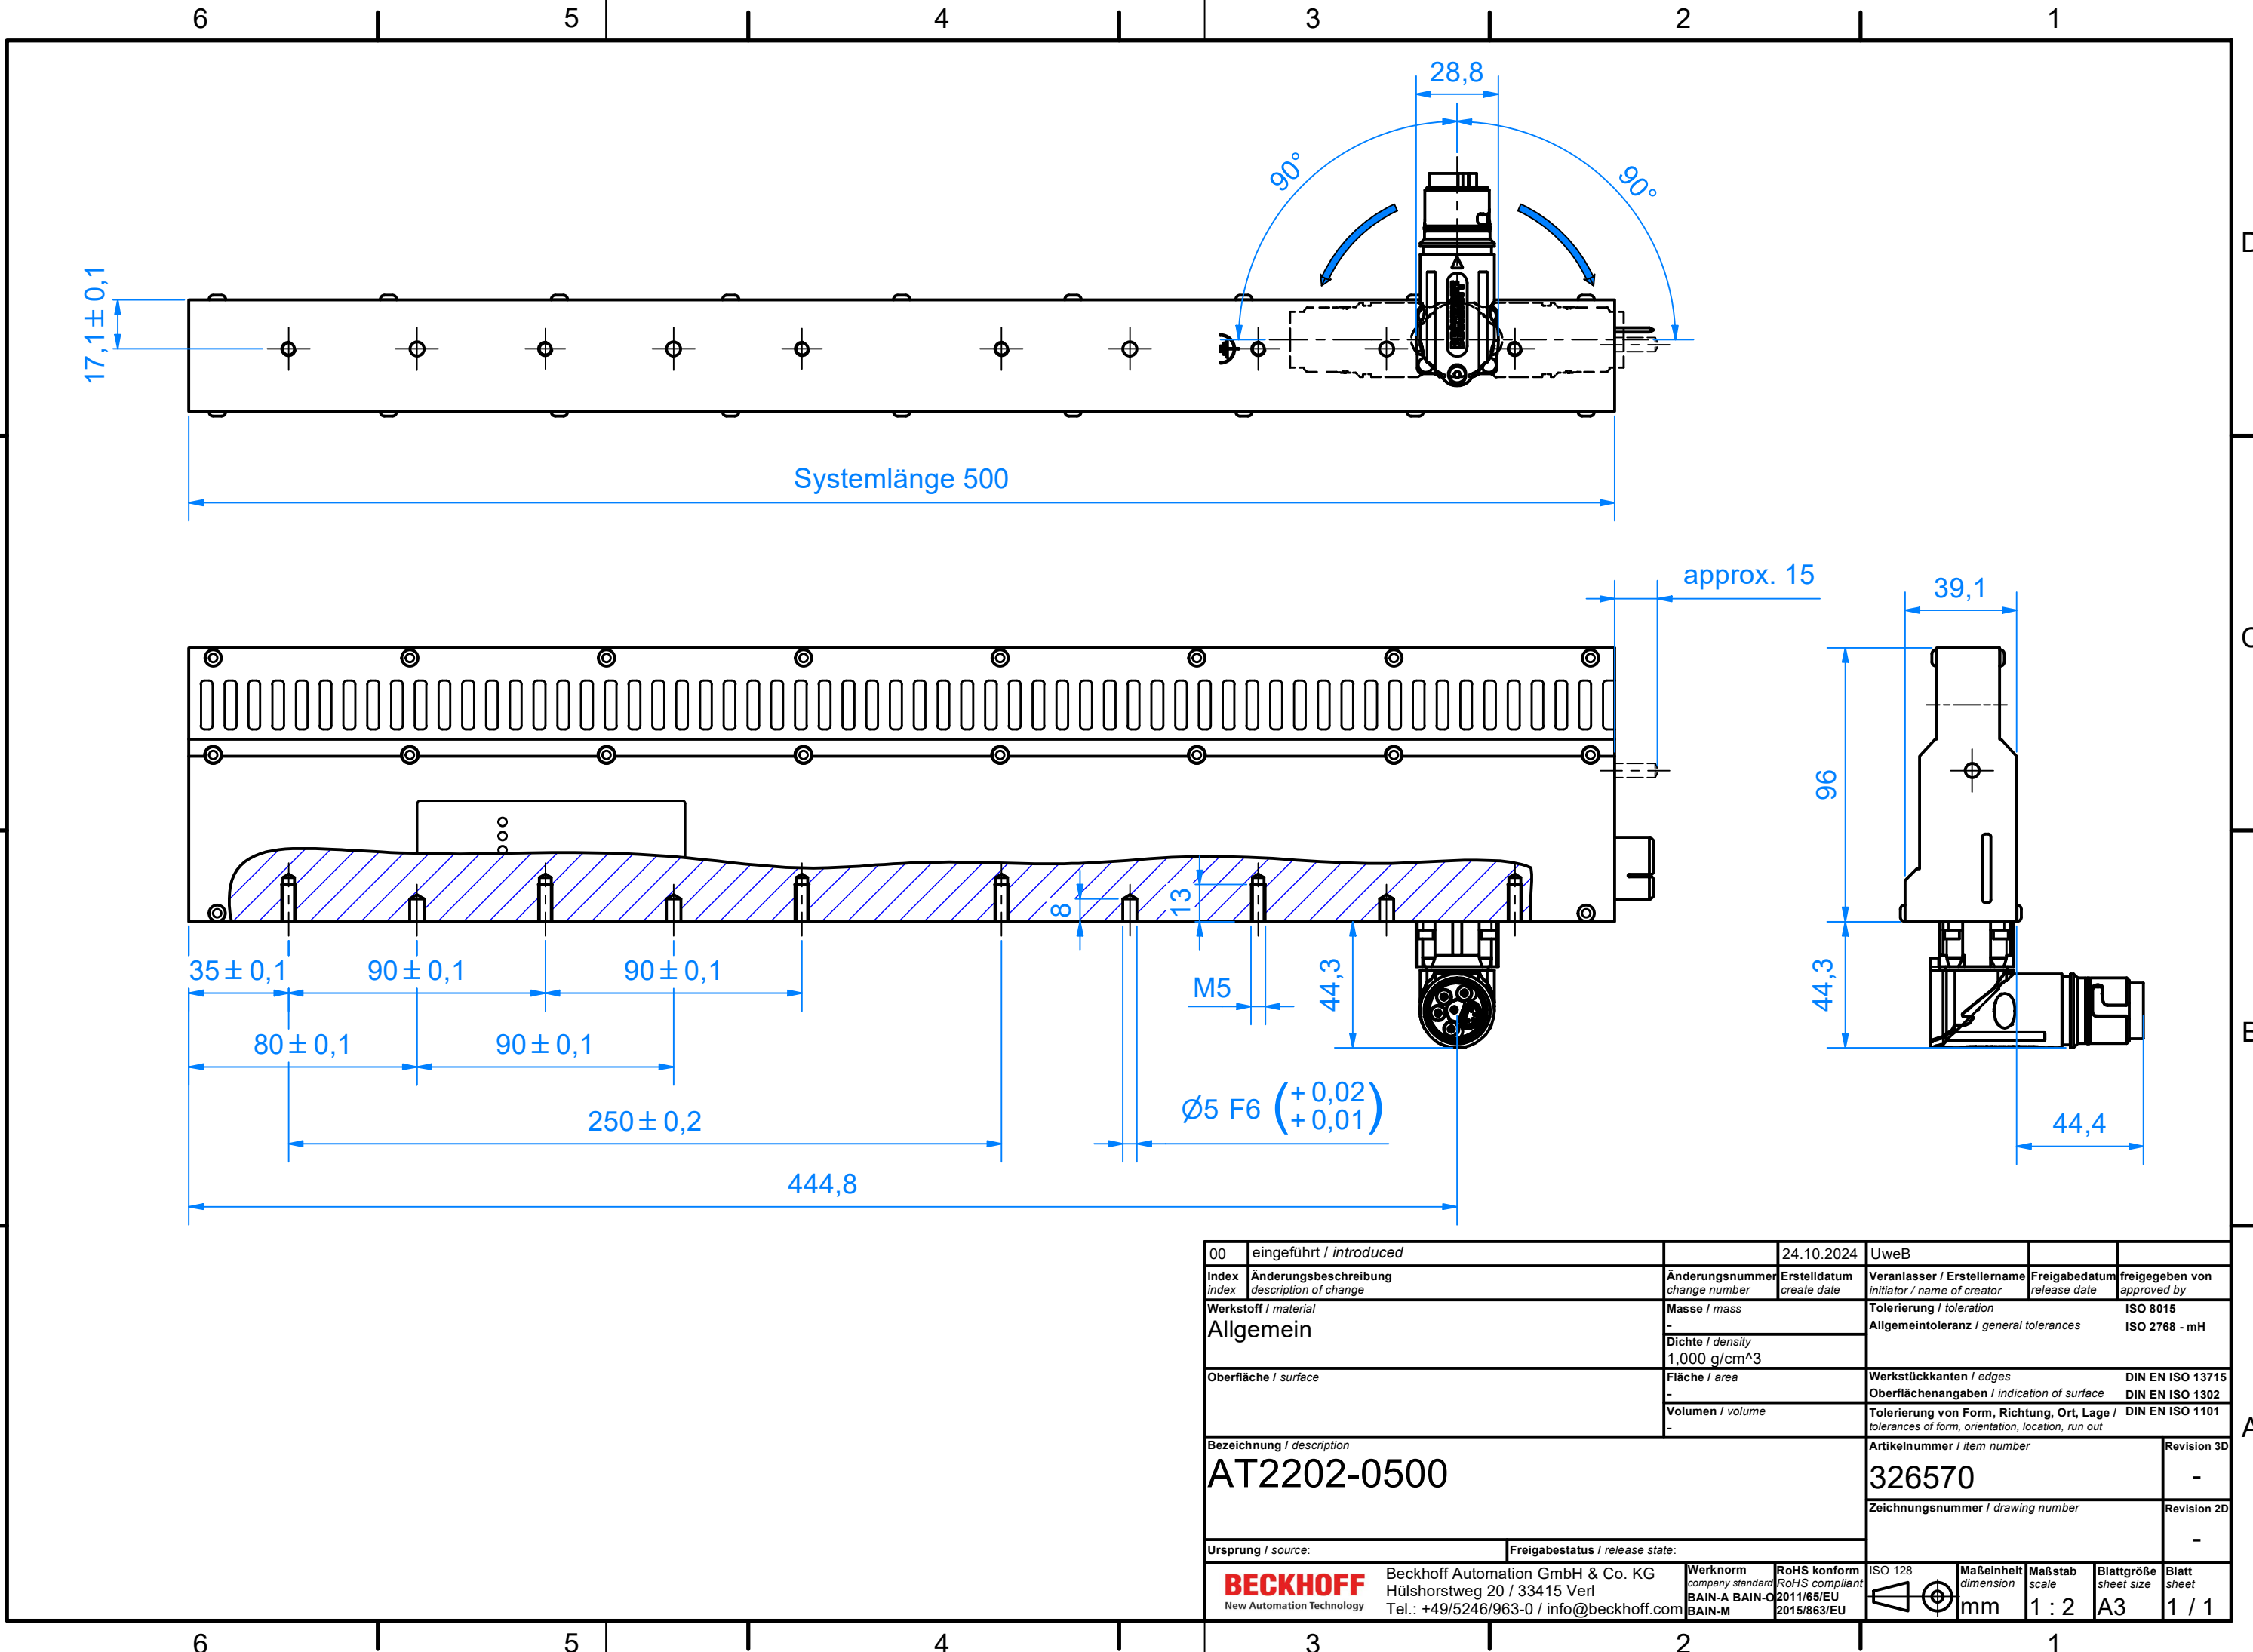 6 5 4 3 2 1
28,8
90°
90°
D
17,1 ± 0,1
BECKHOFF
Systemlänge 500
approx. 15
39,1
C
96
8
13
35 ± 0,1
90 ± 0,1
90 ± 0,1
M5
44,3
44,3
80 ± 0,1
90 ± 0,1
B
Ø5 F6 (+ 0,02
+ 0,01)
250 ± 0,2
44,4
444,8
00 eingeführt / introduced 24.10.2024 UweB
Index Änderungsbeschreibung Änderungsnummer Erstelldatum Veranlasser / Erstellername Freigabedatum freigegeben von
index description of change change number create date initiator / name of creator release date approved by
Werkstoff / material Masse / mass Tolerierung / toleration ISO 8015
Allgemein - Allgemeintoleranz / general tolerances ISO 2768 - mH
Dichte / density
1,000 g/cm^3
Oberfläche / surface Fläche / area Werkstückkanten / edges DIN EN ISO 13715
- Oberflächenangaben / indication of surface DIN EN ISO 1302
Volumen / volume Tolerierung von Form, Richtung, Ort, Lage / DIN EN ISO 1101
- tolerances of form, orientation, location, run out
A
Bezeichnung / description Artikelnummer / item number Revision 3D
AT2202-0500 326570 -
Zeichnungsnummer / drawing number Revision 2D
-
Ursprung / source: Freigabestatus / release state:
BECKHOFF
New Automation Technology
Beckhoff Automation GmbH & Co. KG
Hülshorstweg 20 / 33415 Verl
Tel.: +49/5246/963-0 / info@beckhoff.com
Werknorm
company standard
BAIN-A BAIN-O
BAIN-M
RoHS konform
RoHS compliant
2011/65/EU
2015/863/EU
ISO 128
Maßeinheit
dimension
mm
Maßstab
scale
1 : 2
Blattgröße
sheet size
A3
Blatt
sheet
1 / 1
6 5 4 3 2 1